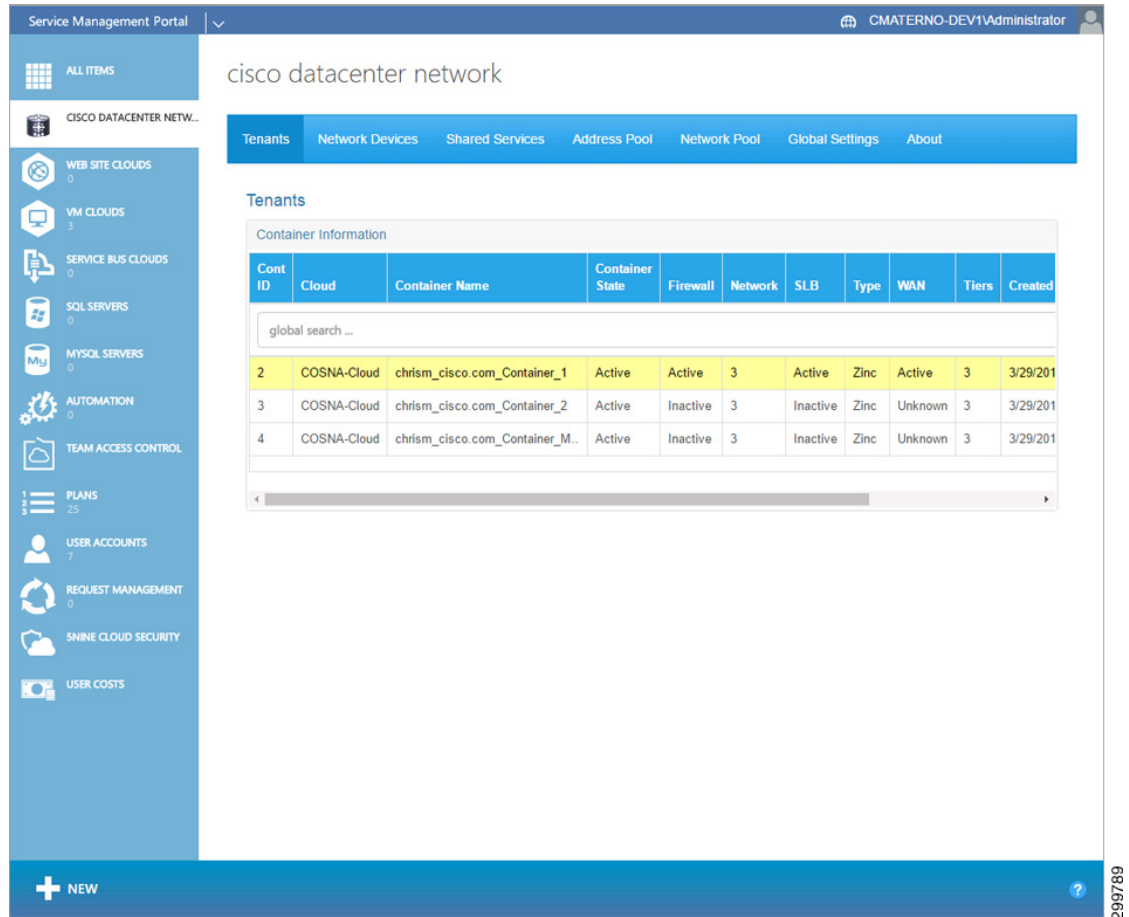 Service Management Portal
CMATERNO-DEV1\Administrator
ALL ITEMS
CISCO DATACENTER NETW...
WEB SITE CLOUDS
0
VM CLOUDS
3
SERVICE BUS CLOUDS
0
SQL SERVERS
0
MYSQL SERVERS
My
0
AUTOMATION
0
TEAM ACCESS CONTROL
1
2
3
PLANS
25
USER ACCOUNTS
7
REQUEST MANAGEMENT
0
5NINE CLOUD SECURITY
USER COSTS
cisco datacenter network
Tenants Network Devices Shared Services Address Pool Network Pool Global Settings About
Tenants
Container Information
Cont ID Cloud Container Name Container State Firewall Network SLB Type WAN Tiers Created
global search ...
2 COSNA-Cloud chrism_cisco.com_Container_1 Active Active 3 Active Zinc Active 3 3/29/201
3 COSNA-Cloud chrism_cisco.com_Container_2 Active Inactive 3 Inactive Zinc Unknown 3 3/29/201
4 COSNA-Cloud chrism_cisco.com_Container_M.. Active Inactive 3 Inactive Zinc Unknown 3 3/29/201
NEW
?
299789